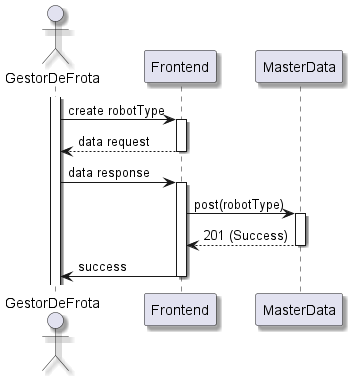 GestorDeFrota
Frontend
MasterData
create robotType
data request
data response
post(robotType)
201 (Success)
success
GestorDeFrota
Frontend
MasterData